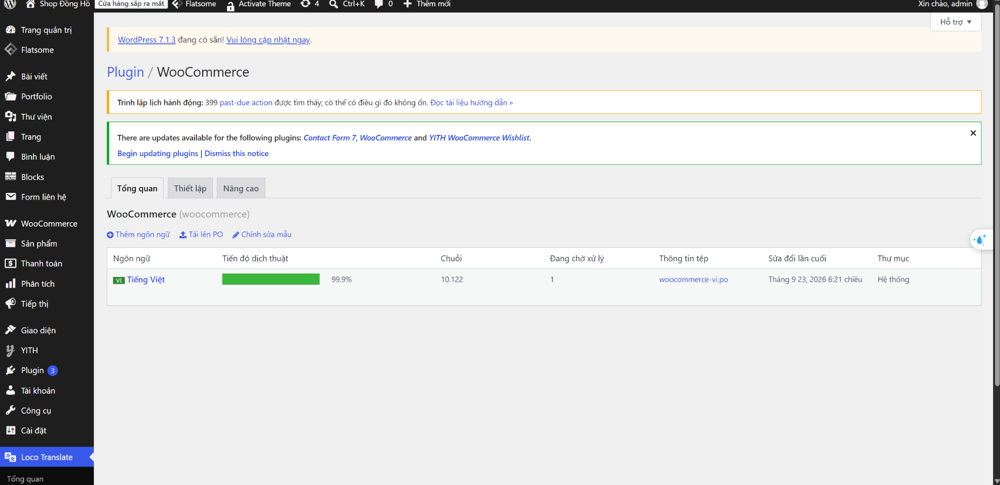 Shop Đồng Hồ
Cửa hàng sắp ra mắt
Flatsome
Activate Theme
4
Ctrl+K
0
Thêm mới
Xin chào, admin
Trang quản trị
Flatsome
Bài viết
Portfolio
Thư viện
Trang
Bình luận
Blocks
Form liên hệ
WooCommerce
Sản phẩm
Thanh toán
Phân tích
Tiếp thị
Giao diện
YITH
Plugin 3
Tài khoản
Công cụ
Cài đặt
Loco Translate
Tổng quan
Hỗ trợ ▼
WordPress 7.1.3 đang có sẵn! Vui lòng cập nhật ngay.
Plugin / WooCommerce
Trình lập lịch hành động: 399 past-due action được tìm thấy; có thể có điều gì đó không ổn. Đọc tài liệu hướng dẫn »
There are updates available for the following plugins: Contact Form 7, WooCommerce and YITH WooCommerce Wishlist.
Begin updating plugins | Dismiss this notice
Tổng quan
Thiết lập
Nâng cao
WooCommerce (woocommerce)
Thêm ngôn ngữ
Tải lên PO
Chỉnh sửa mẫu
Ngôn ngữ
Tiến độ dịch thuật
Chuỗi
Đang chờ xử lý
Thông tin tệp
Sửa đổi lần cuối
Thư mục
VI Tiếng Việt
99.9%
10.122
1
woocommerce-vi.po
Tháng 9 23, 2026 6:21 chiều
Hệ thống